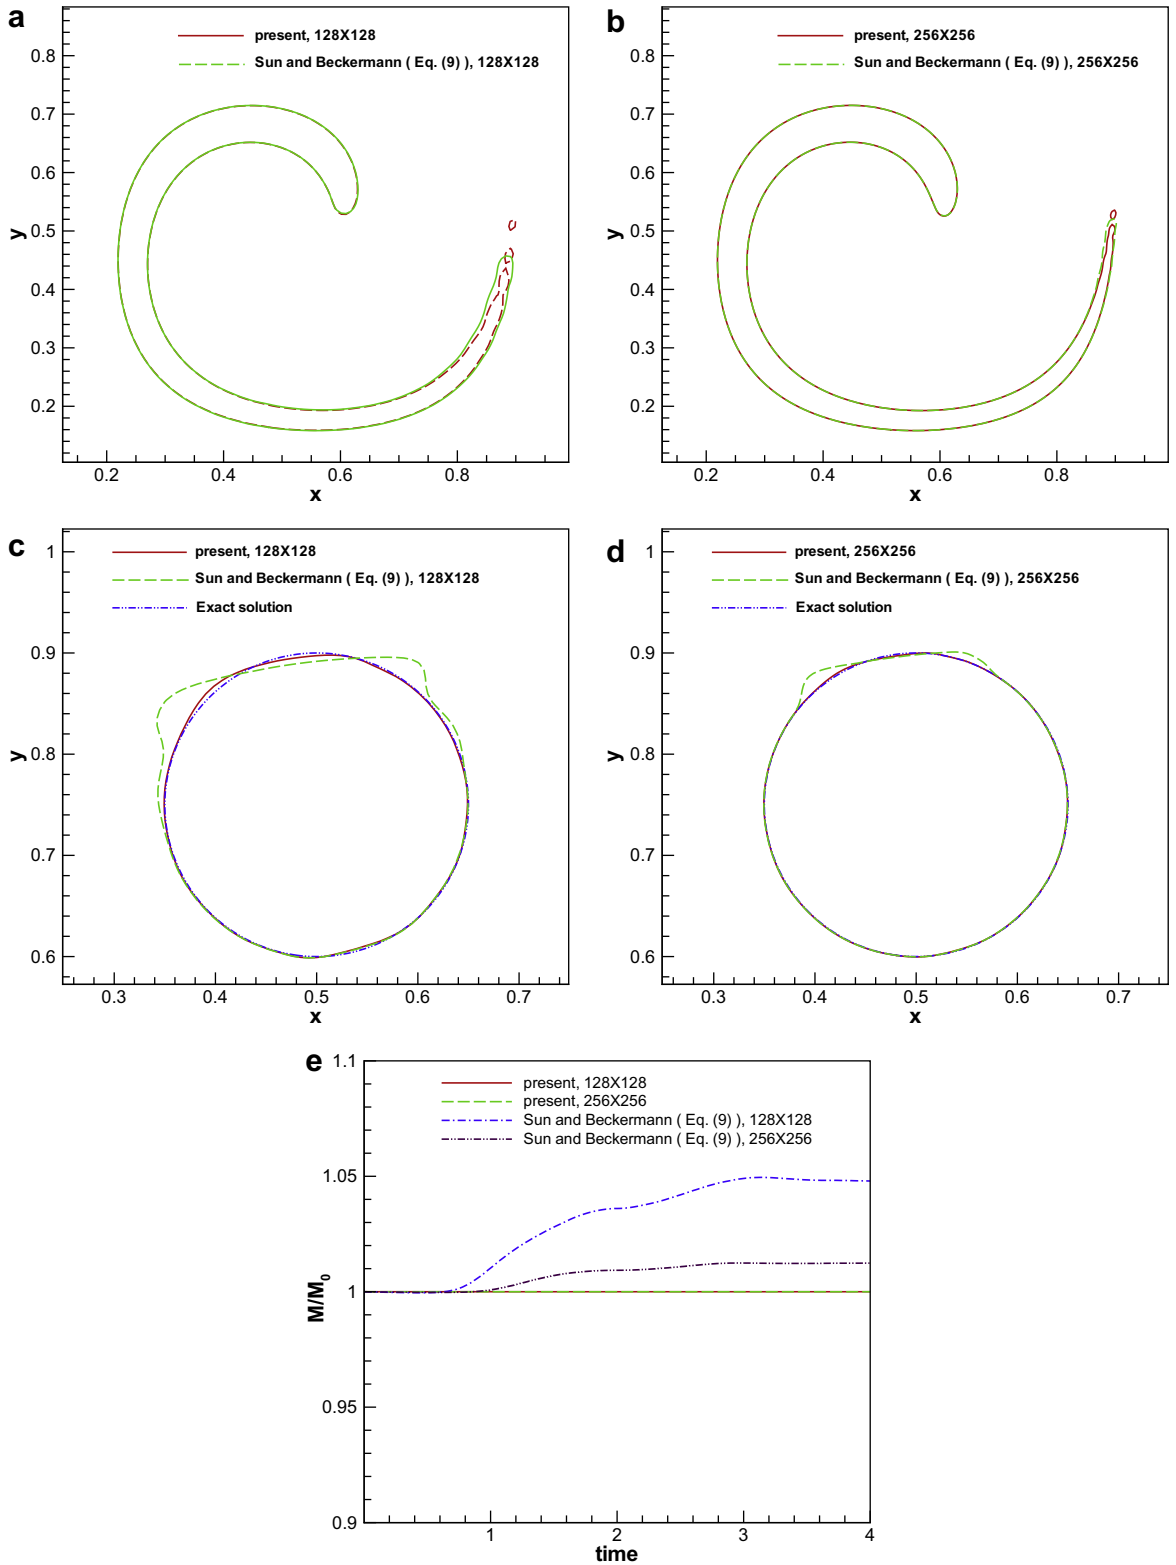 a
present, 128X128
Sun and Beckermann ( Eq. (9) ), 128X128
0.8
0.7
0.6
0.5
0.4
0.3
0.2
y
0.2 0.4 0.6 0.8
x
b
present, 256X256
Sun and Beckermann ( Eq. (9) ), 256X256
0.8
0.7
0.6
0.5
0.4
0.3
0.2
y
0.2 0.4 0.6 0.8
x
c
present, 128X128
Sun and Beckermann ( Eq. (9) ), 128X128
Exact solution
1
0.9
0.8
0.7
0.6
y
0.3 0.4 0.5 0.6 0.7
x
d
present, 256X256
Sun and Beckermann ( Eq. (9) ), 256X256
Exact solution
1
0.9
0.8
0.7
0.6
y
0.3 0.4 0.5 0.6 0.7
x
e
present, 128X128
present, 256X256
Sun and Beckermann ( Eq. (9) ), 128X128
Sun and Beckermann ( Eq. (9) ), 256X256
1.1
1.05
1
0.95
0.9
M/M₀
1 2 3 4
time